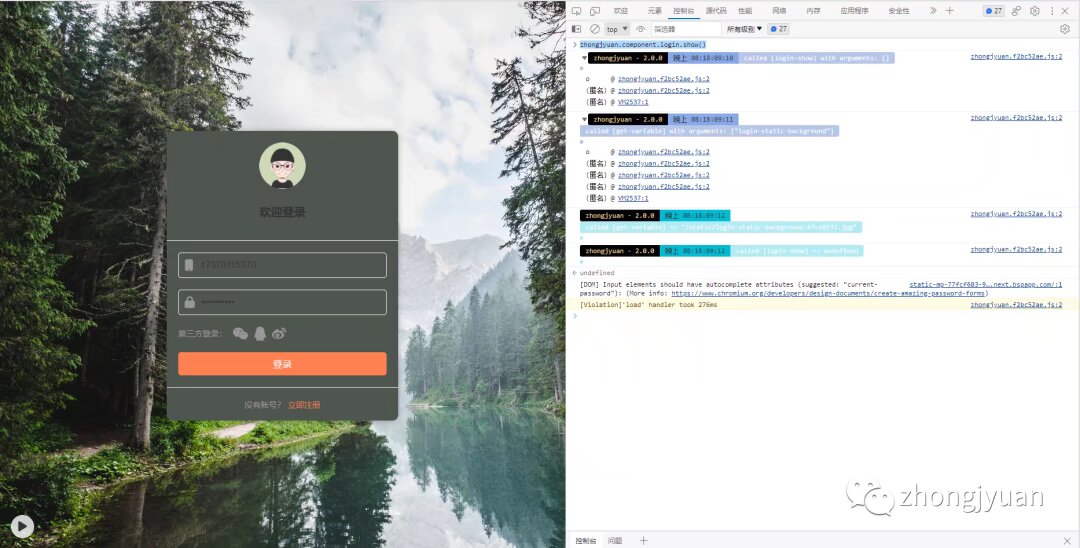 欢迎登录
17370115370
第三方登录：
登录
没有账号？ 立即注册
欢迎 元素 控制台 源代码 性能 网络 内存 应用程序 安全性 27
top 筛选器 所有级别 27
zhongjyuan.component.login.show()
zhongjyuan - 2.0.0 晚上 08:18:09:10 called [login-show] with arguments: [] zhongjyuan.f2bc52ae.js:2
o @ zhongjyuan.f2bc52ae.js:2
(匿名) @ zhongjyuan.f2bc52ae.js:2
(匿名) @ VM2537:1
zhongjyuan - 2.0.0 晚上 08:18:09:11 zhongjyuan.f2bc52ae.js:2
called [get-variable] with arguments: ["login-static-background"]
o @ zhongjyuan.f2bc52ae.js:2
(匿名) @ zhongjyuan.f2bc52ae.js:2
(匿名) @ zhongjyuan.f2bc52ae.js:2
(匿名) @ zhongjyuan.f2bc52ae.js:2
(匿名) @ VM2537:1
zhongjyuan - 2.0.0 晚上 08:18:09:12 zhongjyuan.f2bc52ae.js:2
called [get-variable] => "/static/login-static-background.87cd8f37.jpg"
zhongjyuan - 2.0.0 晚上 08:18:09:12 called [login-show] => undefined zhongjyuan.f2bc52ae.js:2
undefined
[DOM] Input elements should have autocomplete attributes (suggested: "current- static-mp-77fcf603-9….next.bspapp.com/:1
password"): (More info: https://www.chromium.org/developers/design-documents/create-amazing-password-forms)
[Violation]'load' handler took 276ms zhongjyuan.f2bc52ae.js:2
zhongjyuan
控制台 问题